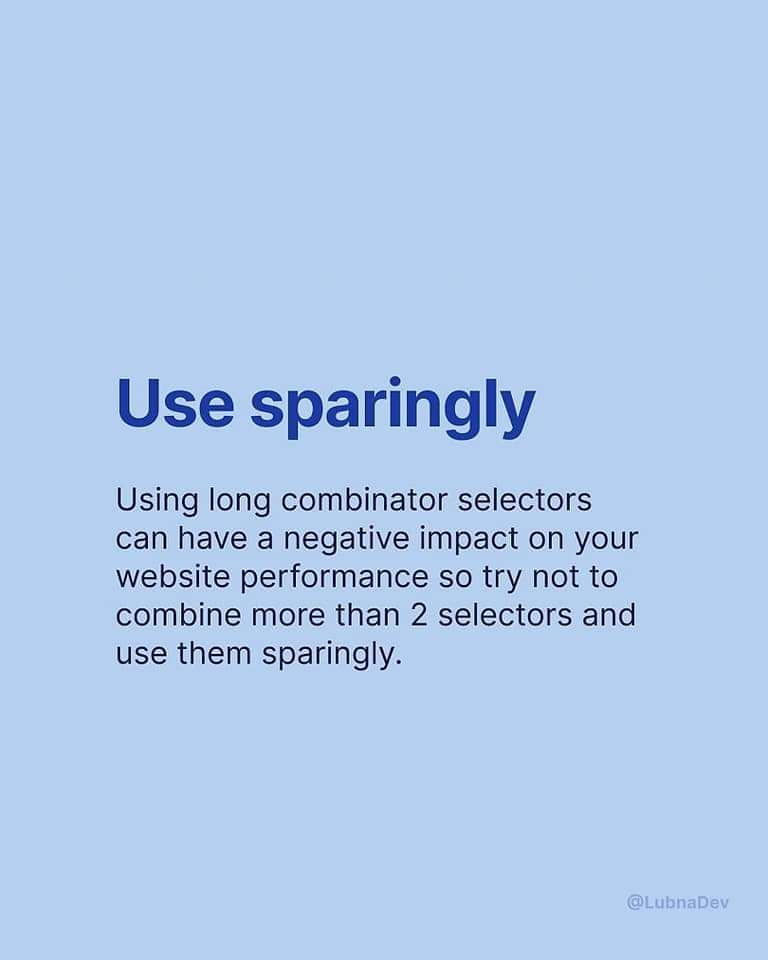 Use sparingly
Using long combinator selectors
can have a negative impact on your
website performance so try not to
combine more than 2 selectors and
use them sparingly.
@LubnaDev